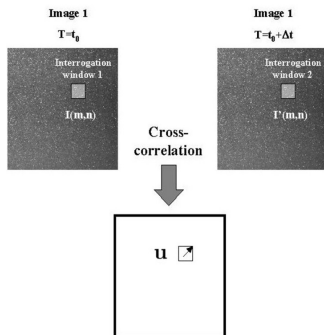 Image 1
T=t₀
Interrogation
window 1
I(m,n)
Image 1
T=t₀+Δt
Interrogation
window 2
I'(m,n)
Cross-
correlation
u